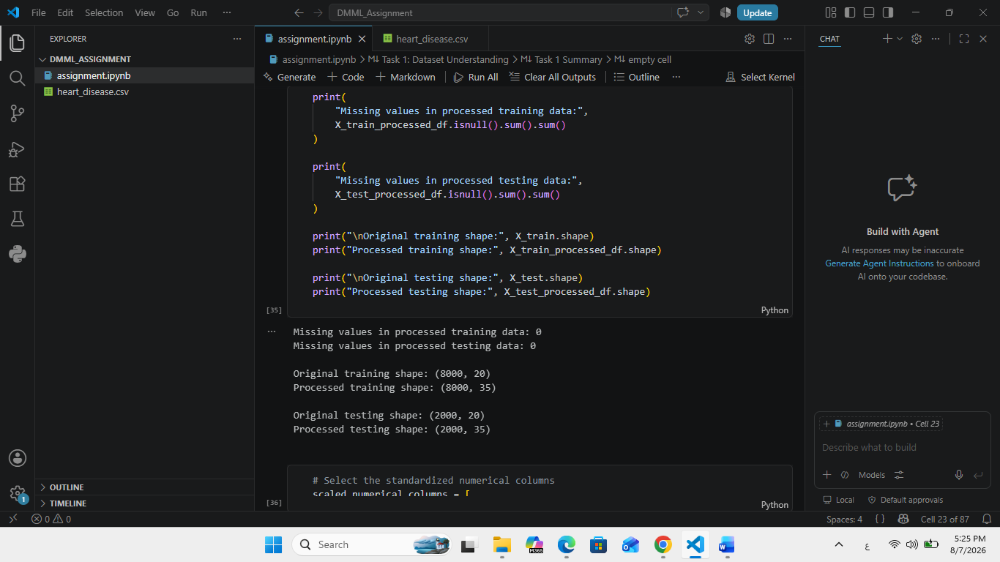 File Edit Selection View Go Run ··· DMML_Assignment Update
EXPLORER ···
DMML_ASSIGNMENT
assignment.ipynb
heart_disease.csv
OUTLINE
TIMELINE
1
assignment.ipynb heart_disease.csv ···
assignment.ipynb > M↓ Task 1: Dataset Understanding > M↓ Task 1 Summary > M↓ empty cell
Generate + Code + Markdown Run All Clear All Outputs Outline ··· Select Kernel
print(
"Missing values in processed training data:",
X_train_processed_df.isnull().sum().sum()
)
print(
"Missing values in processed testing data:",
X_test_processed_df.isnull().sum().sum()
)
print("\nOriginal training shape:", X_train.shape)
print("Processed training shape:", X_train_processed_df.shape)
print("\nOriginal testing shape:", X_test.shape)
print("Processed testing shape:", X_test_processed_df.shape)
[35] Python
···
Missing values in processed training data: 0
Missing values in processed testing data: 0
Original training shape: (8000, 20)
Processed training shape: (8000, 35)
Original testing shape: (2000, 20)
Processed testing shape: (2000, 35)
# Select the standardized numerical columns
scaled_numerical_columns = [
[36] Python
CHAT ···
Build with Agent
AI responses may be inaccurate
Generate Agent Instructions to onboard
AI onto your codebase.
+ assignment.ipynb • Cell 23
Describe what to build
Models
Local Default approvals
0 0 Spaces: 4 { } Cell 23 of 87
Search M365 ع 5:25 PM
8/7/2026